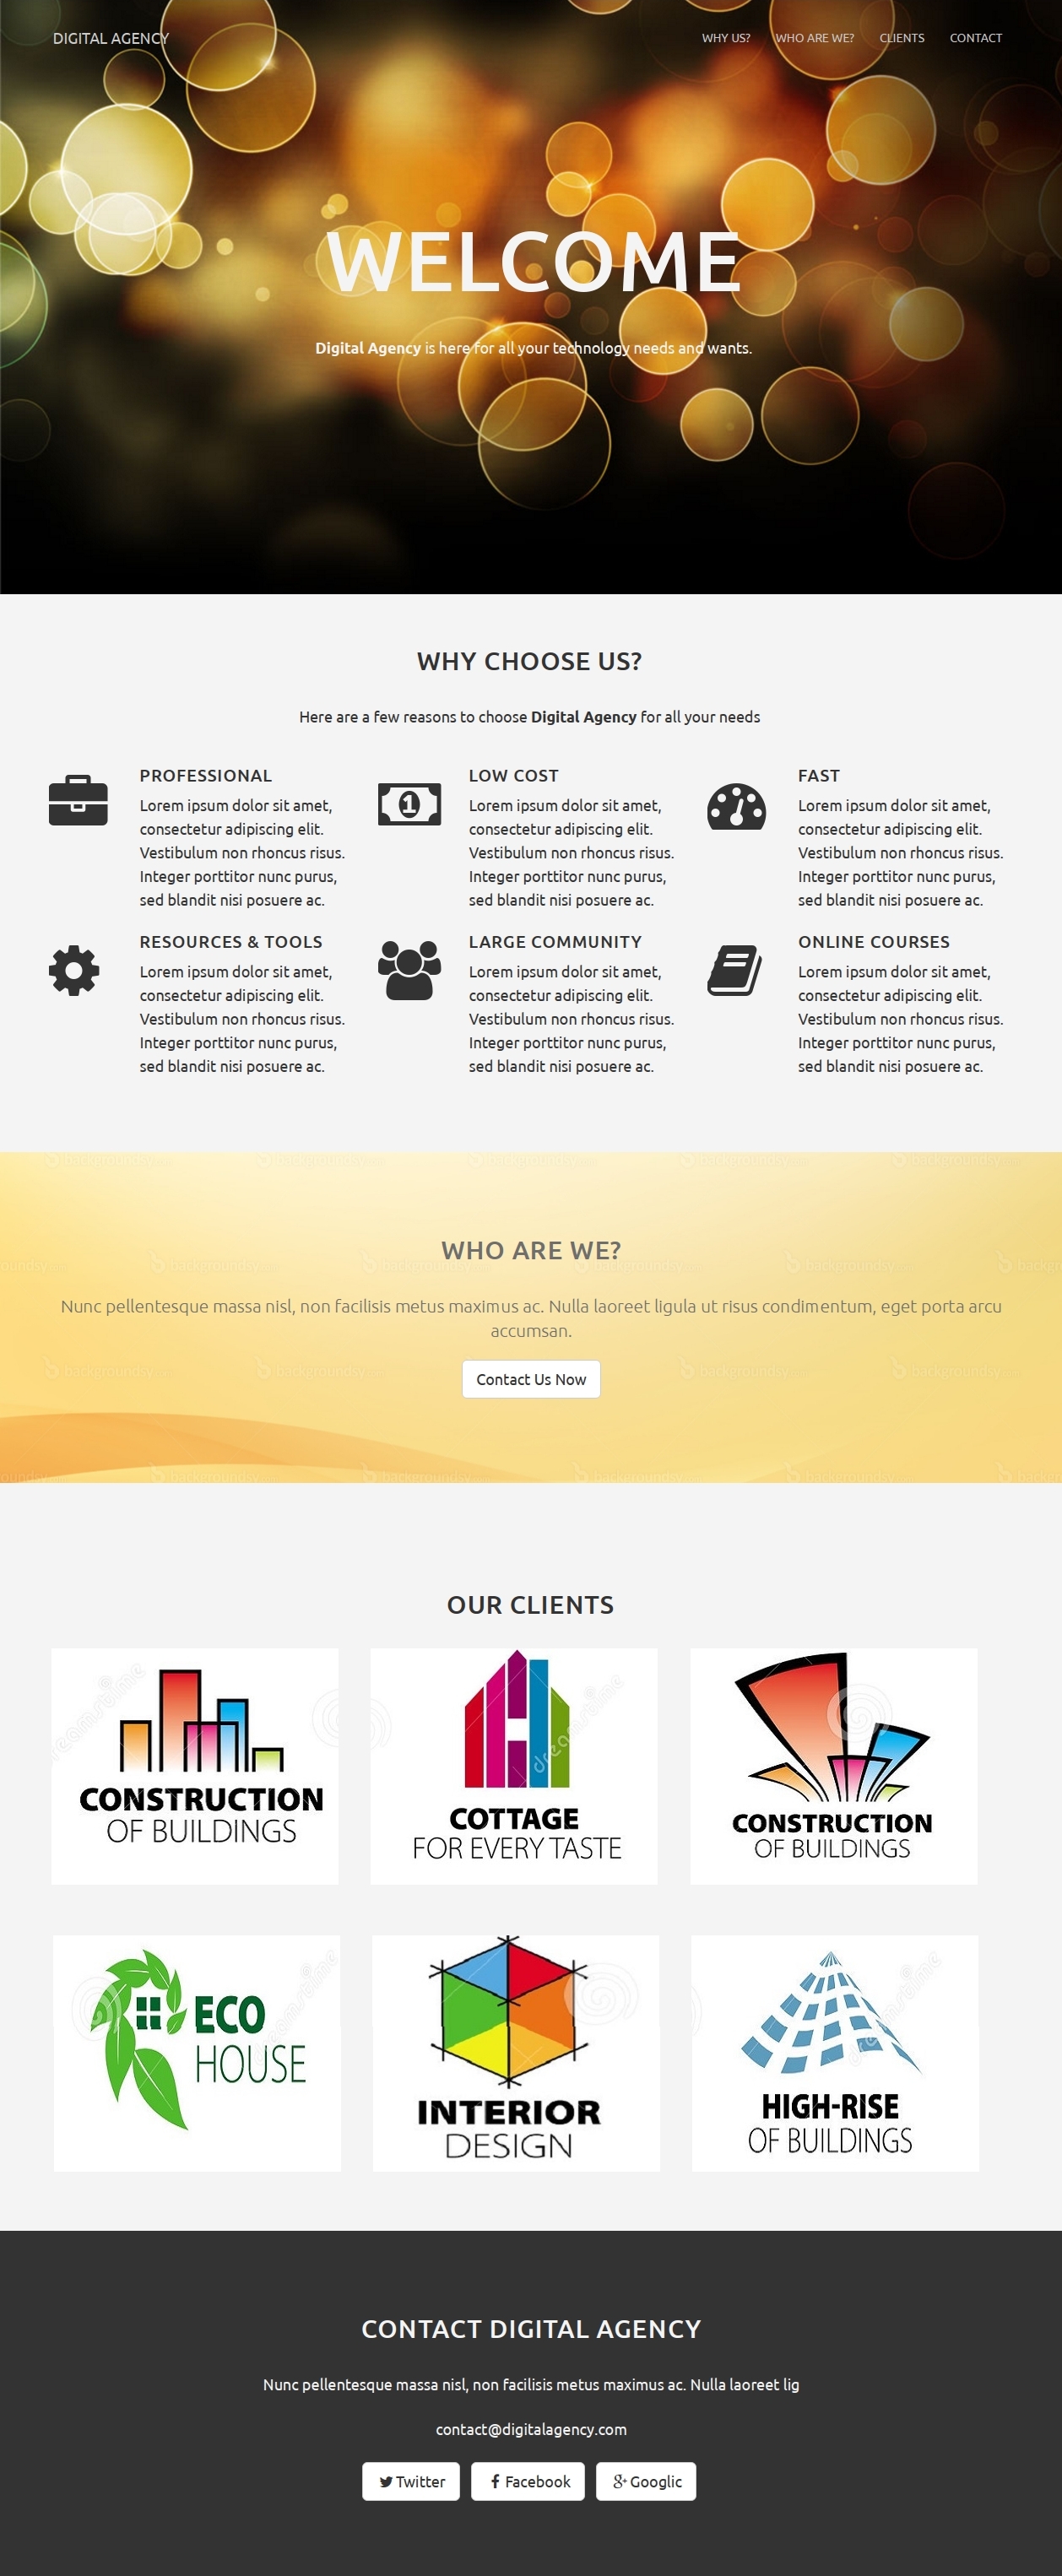 DIGITAL AGENCY
WHY US? WHO ARE WE? CLIENTS CONTACT
WELCOME
Digital Agency is here for all your technology needs and wants.
WHY CHOOSE US?
Here are a few reasons to choose Digital Agency for all your needs
PROFESSIONAL
Lorem ipsum dolor sit amet,
consectetur adipiscing elit.
Vestibulum non rhoncus risus.
Integer porttitor nunc purus,
sed blandit nisi posuere ac.
LOW COST
Lorem ipsum dolor sit amet,
consectetur adipiscing elit.
Vestibulum non rhoncus risus.
Integer porttitor nunc purus,
sed blandit nisi posuere ac.
FAST
Lorem ipsum dolor sit amet,
consectetur adipiscing elit.
Vestibulum non rhoncus risus.
Integer porttitor nunc purus,
sed blandit nisi posuere ac.
RESOURCES & TOOLS
Lorem ipsum dolor sit amet,
consectetur adipiscing elit.
Vestibulum non rhoncus risus.
Integer porttitor nunc purus,
sed blandit nisi posuere ac.
LARGE COMMUNITY
Lorem ipsum dolor sit amet,
consectetur adipiscing elit.
Vestibulum non rhoncus risus.
Integer porttitor nunc purus,
sed blandit nisi posuere ac.
ONLINE COURSES
Lorem ipsum dolor sit amet,
consectetur adipiscing elit.
Vestibulum non rhoncus risus.
Integer porttitor nunc purus,
sed blandit nisi posuere ac.
WHO ARE WE?
Nunc pellentesque massa nisl, non facilisis metus maximus ac. Nulla laoreet ligula ut risus condimentum, eget porta arcu
accumsan.
Contact Us Now
OUR CLIENTS
CONSTRUCTION
OF BUILDINGS
COTTAGE
FOR EVERY TASTE
CONSTRUCTION
OF BUILDINGS
ECO
HOUSE
INTERIOR
DESIGN
HIGH-RISE
OF BUILDINGS
CONTACT DIGITAL AGENCY
Nunc pellentesque massa nisl, non facilisis metus maximus ac. Nulla laoreet lig
contact@digitalagency.com
Twitter
Facebook
Googlic